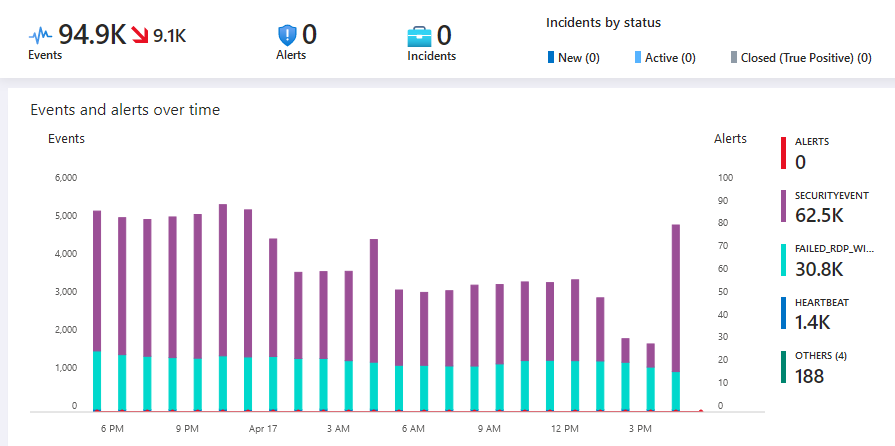 94.9K 9.1K
Events
0
Alerts
0
Incidents
Incidents by status
New (0) Active (0) Closed (True Positive) (0)
Events and alerts over time
Events
Alerts
6,000
5,000
4,000
3,000
2,000
1,000
0
100
90
80
70
60
50
40
30
20
10
0
6 PM 9 PM Apr 17 3 AM 6 AM 9 AM 12 PM 3 PM
ALERTS
0
SECURITYEVENT
62.5K
FAILED_RDP_WI...
30.8K
HEARTBEAT
1.4K
OTHERS (4)
188